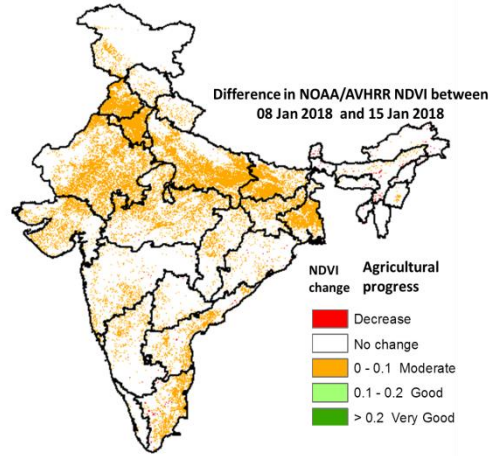 Difference in NOAA/AVHRR NDVI between
08 Jan 2018 and 15 Jan 2018
NDVI change
Agricultural progress
Decrease
No change
0 - 0.1 Moderate
0.1 - 0.2 Good
> 0.2 Very Good